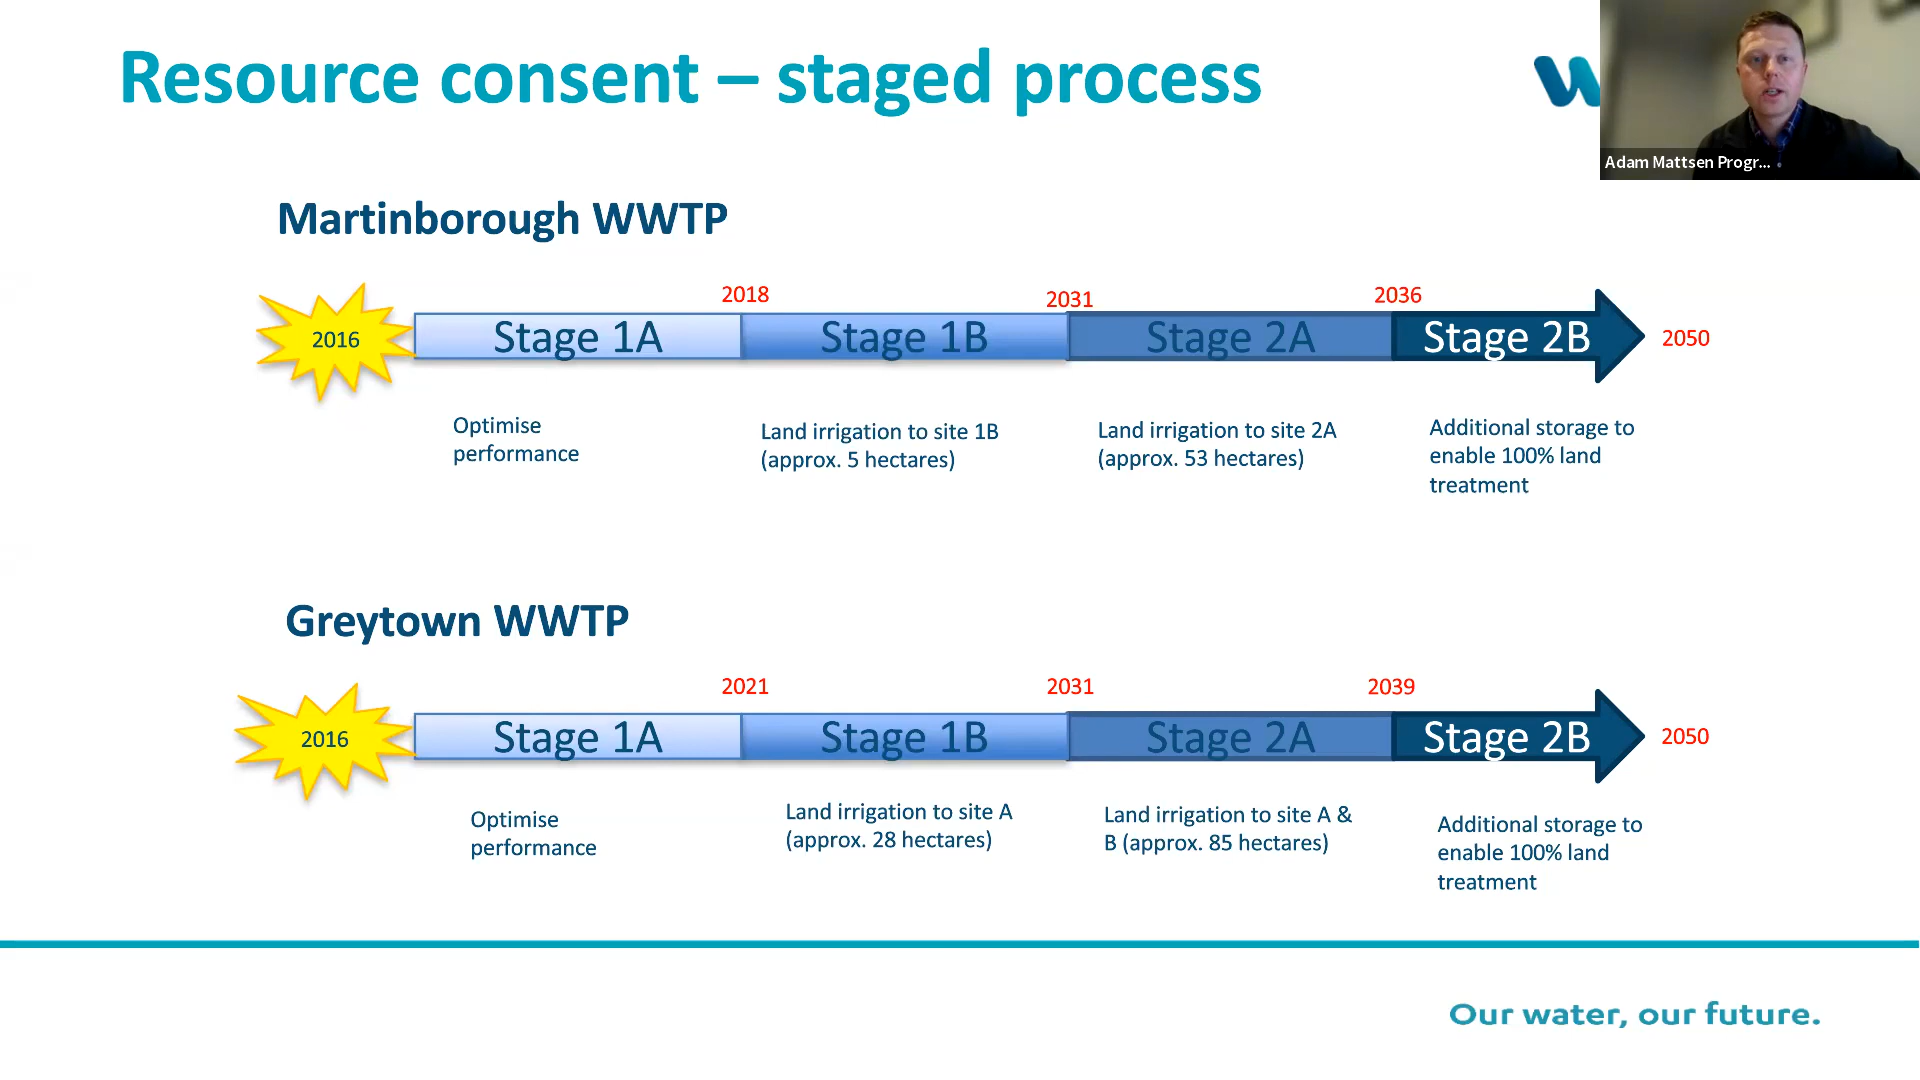 Resource consent – staged process
W
Adam Mattsen Progr...
Martinborough WWTP
2018
2031
2036
2016
Stage 1A
Stage 1B
Stage 2A
Stage 2B
2050
Optimise
performance
Land irrigation to site 1B
(approx. 5 hectares)
Land irrigation to site 2A
(approx. 53 hectares)
Additional storage to
enable 100% land
treatment
Greytown WWTP
2021
2031
2039
2016
Stage 1A
Stage 1B
Stage 2A
Stage 2B
2050
Optimise
performance
Land irrigation to site A
(approx. 28 hectares)
Land irrigation to site A &
B (approx. 85 hectares)
Additional storage to
enable 100% land
treatment
Our water, our future.